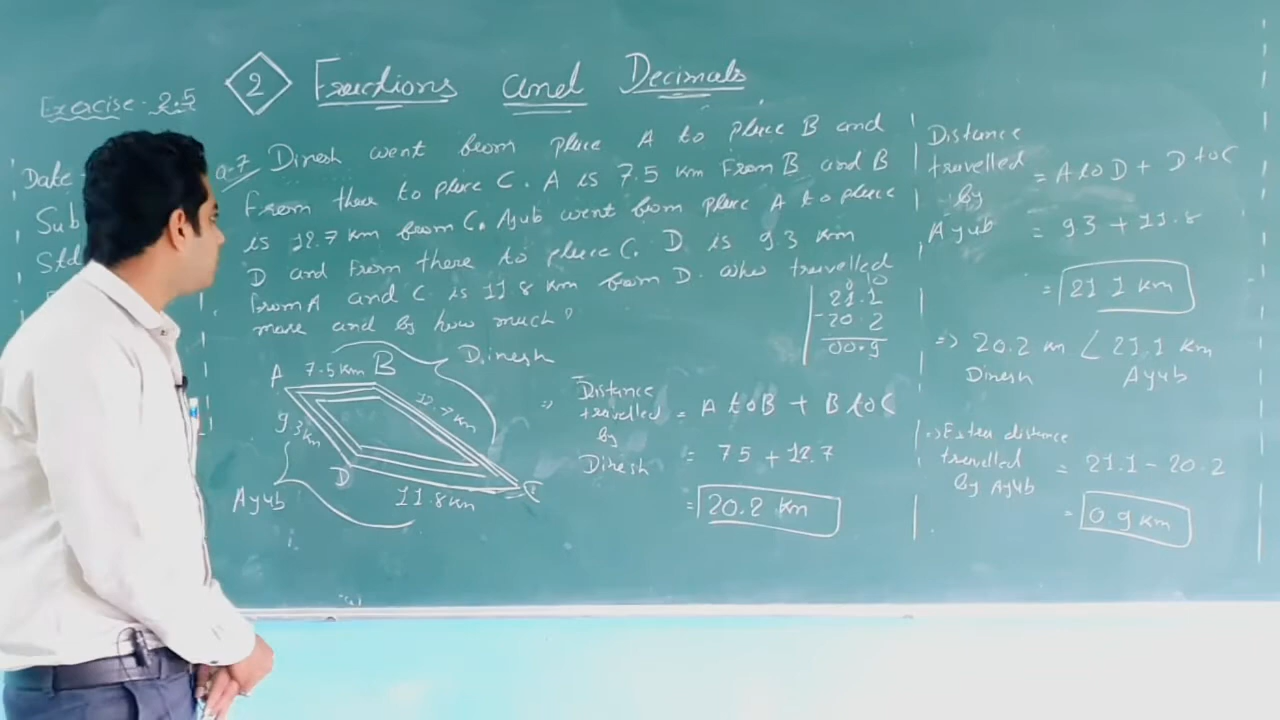 Exercise - 2.5
2 Fractions and Decimals
Date -
Sub
Std
Q-7 Dinesh went from place A to place B and
from there to place C. A is 7.5 km From B and B
is 12.7 km from C. Ayub went from place A to place
D and from there to place C. D is 9.3 km
from A and C is 11.8 km from D. who travelled
more and by how much?
0 10
21.1
- 20.2
00.9
A 7.5 km B
Dinesh
12.7 km
9.3 km
D
C
11.8 km
Ayub
⇒ Distance
travelled = A to B + B to C
by
Dinesh = 7.5 + 12.7
= 20.2 km
Distance
travelled = A to D + D to C
by
Ayub = 9.3 + 11.8
= 21.1 km
⇒ 20.2 km < 21.1 km
Dinesh Ayub
⇒ Extra distance
travelled = 21.1 - 20.2
by Ayub
= 0.9 km